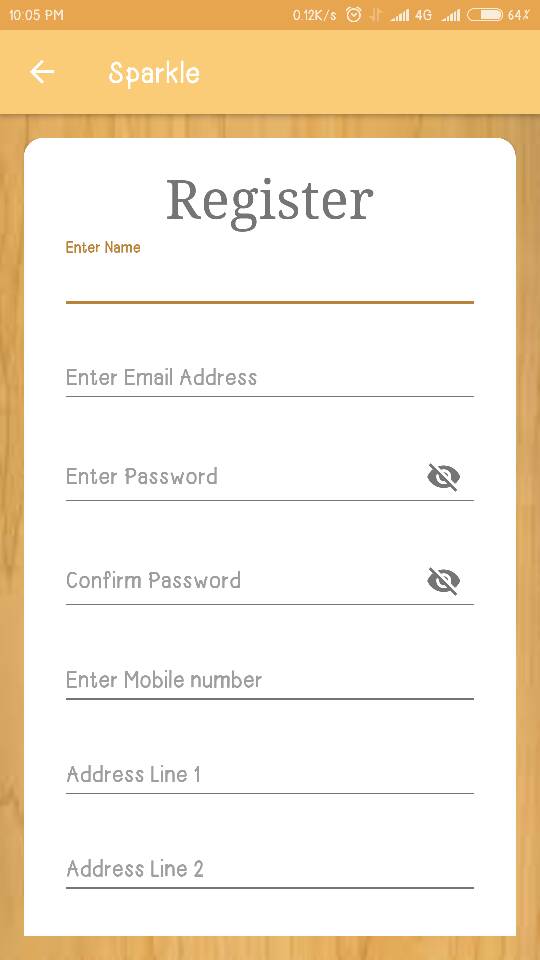 10:05 PM 0.12K/s 4G 64%
Sparkle
Register
Enter Name
Enter Email Address
Enter Password
Confirm Password
Enter Mobile number
Address Line 1
Address Line 2